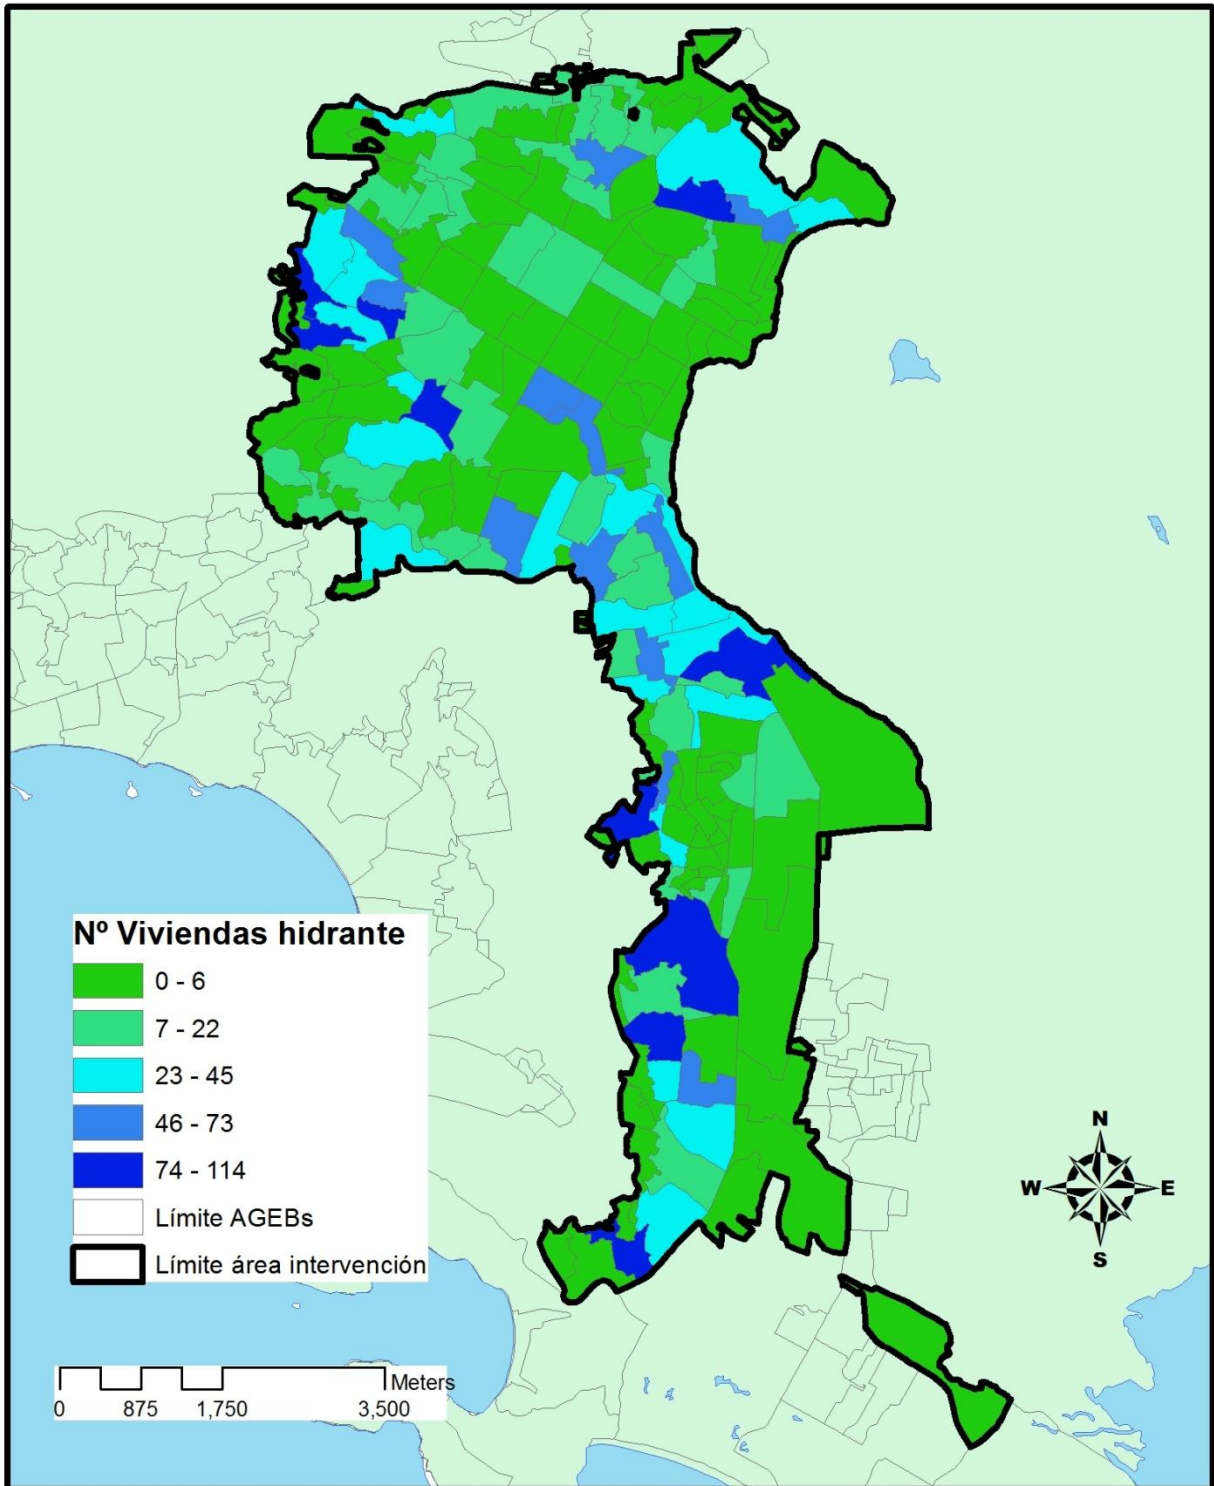 Nº Viviendas hidrante
0 - 6
7 - 22
23 - 45
46 - 73
74 - 114
Límite AGEBs
Límite área intervención
N
W E
S
Meters
0 875 1,750 3,500